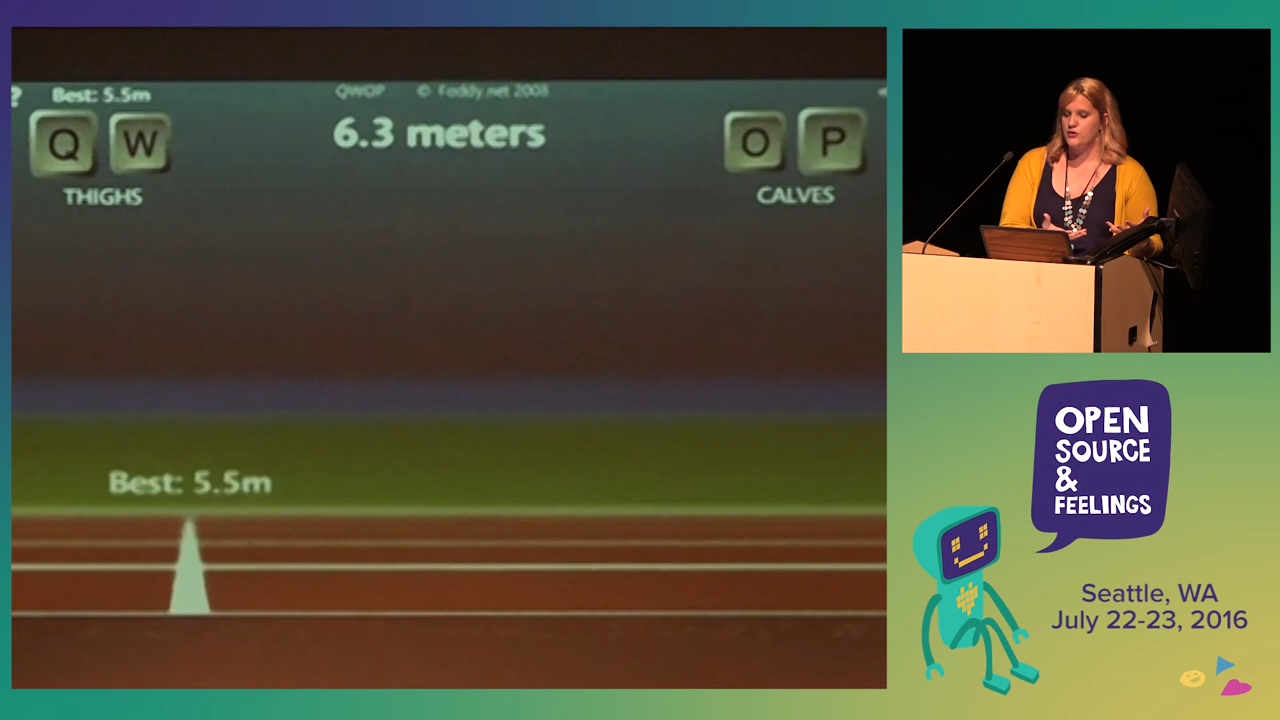 ?
Best: 5.5m
QWOP © Foddy.net 2008
Q W
6.3 meters
O P
THIGHS
CALVES
Best: 5.5m
OPEN
SOURCE
&
FEELINGS
Seattle, WA
July 22-23, 2016